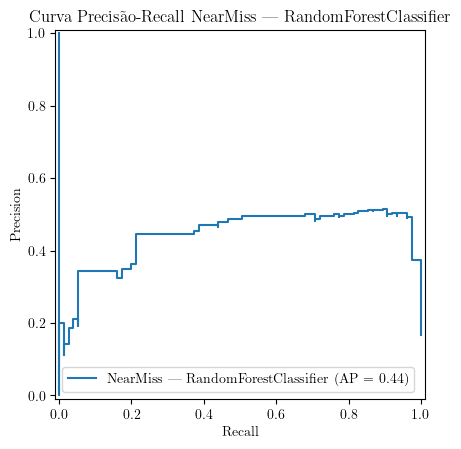 Curva Precisão-Recall NearMiss — RandomForestClassifier
1.0
0.8
0.6
0.4
0.2
0.0
Precision
NearMiss — RandomForestClassifier (AP = 0.44)
0.0 0.2 0.4 0.6 0.8 1.0
Recall